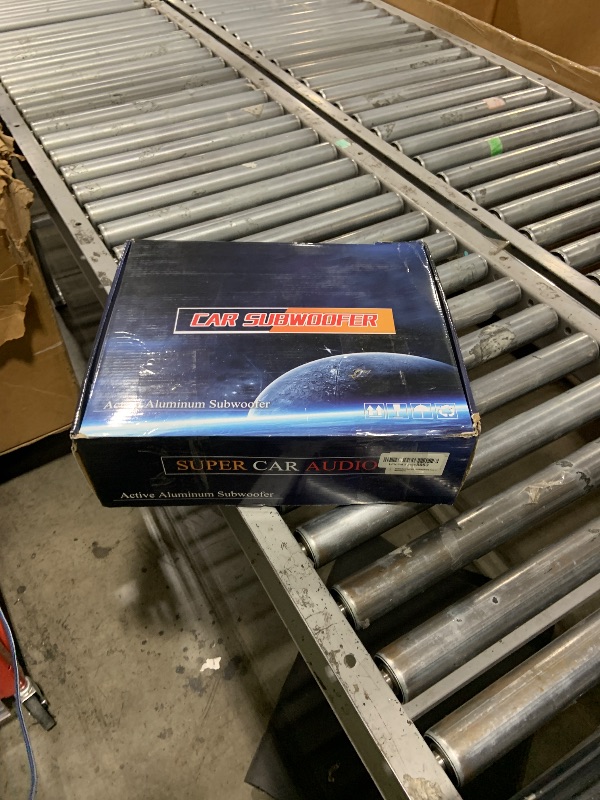 CAR SUBWOOFER
Active Aluminum Subwoofer
SUPER CAR AUDIO
Active Aluminum Subwoofer